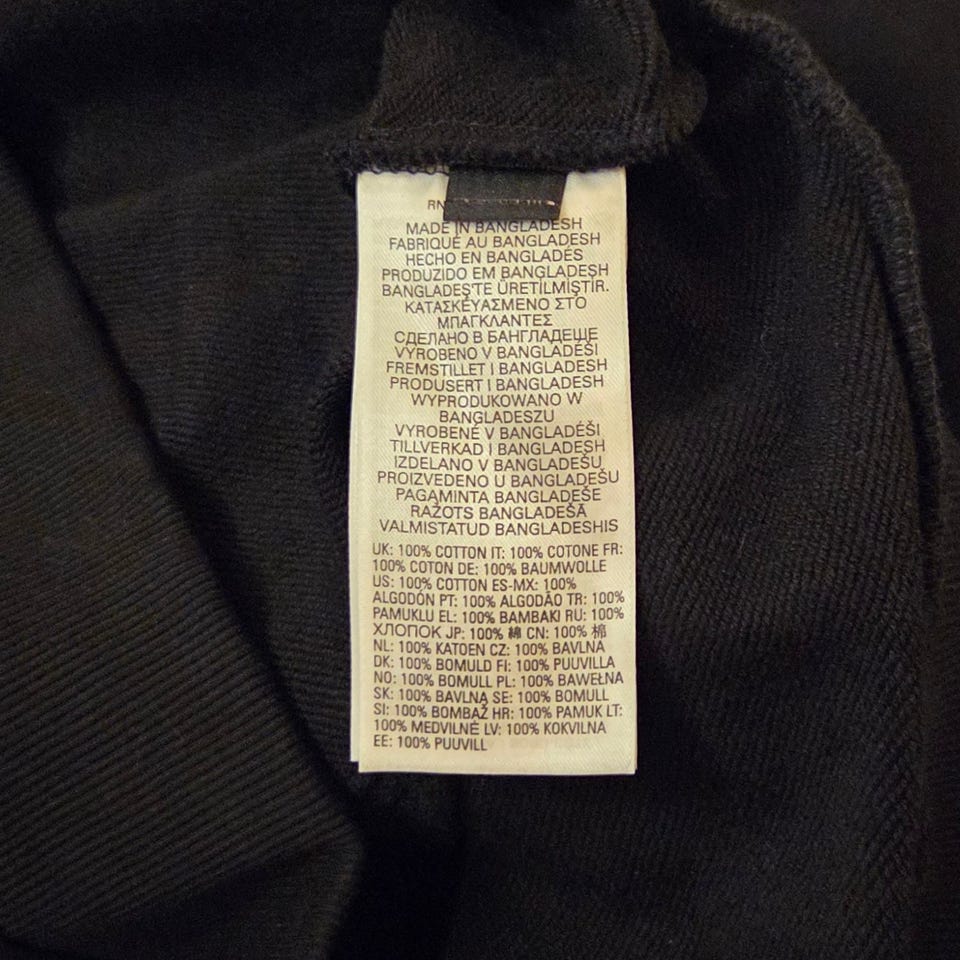 RN
MADE IN BANGLADESH
FABRIQUÉ AU BANGLADESH
HECHO EN BANGLADÉS
PRODUZIDO EM BANGLADESH
BANGLADEŞ'TE ÜRETİLMİŞTİR.
ΚΑΤΑΣΚΕΥΑΣΜΕΝΟ ΣΤΟ
ΜΠΑΓΚΛΑΝΤΕΣ
СДЕЛАНО В БАНГЛАДЕШЕ
VYROBENO V BANGLADÉŠI
FREMSTILLET I BANGLADESH
PRODUSERT I BANGLADESH
WYPRODUKOWANO W
BANGLADESZU
VYROBENÉ V BANGLADÉŠI
TILLVERKAD I BANGLADESH
IZDELANO V BANGLADEŠU
PROIZVEDENO U BANGLADEŠU
PAGAMINTA BANGLADEŠE
RAŽOTS BANGLADEŠĀ
VALMISTATUD BANGLADESHIS
UK: 100% COTTON IT: 100% COTONE FR:
100% COTON DE: 100% BAUMWOLLE
US: 100% COTTON ES-MX: 100%
ALGODÓN PT: 100% ALGODÃO TR: 100%
PAMUKLU EL: 100% ΒΑΜΒΑΚΙ RU: 100%
ХЛОПОК JP: 100% 綿 CN: 100% 棉
NL: 100% KATOEN CZ: 100% BAVLNA
DK: 100% BOMULD FI: 100% PUUVILLA
NO: 100% BOMULL PL: 100% BAWEŁNA
SK: 100% BAVLNA SE: 100% BOMULL
SI: 100% BOMBAŽ HR: 100% PAMUK LT:
100% MEDVILNĖ LV: 100% KOKVILNA
EE: 100% PUUVILL